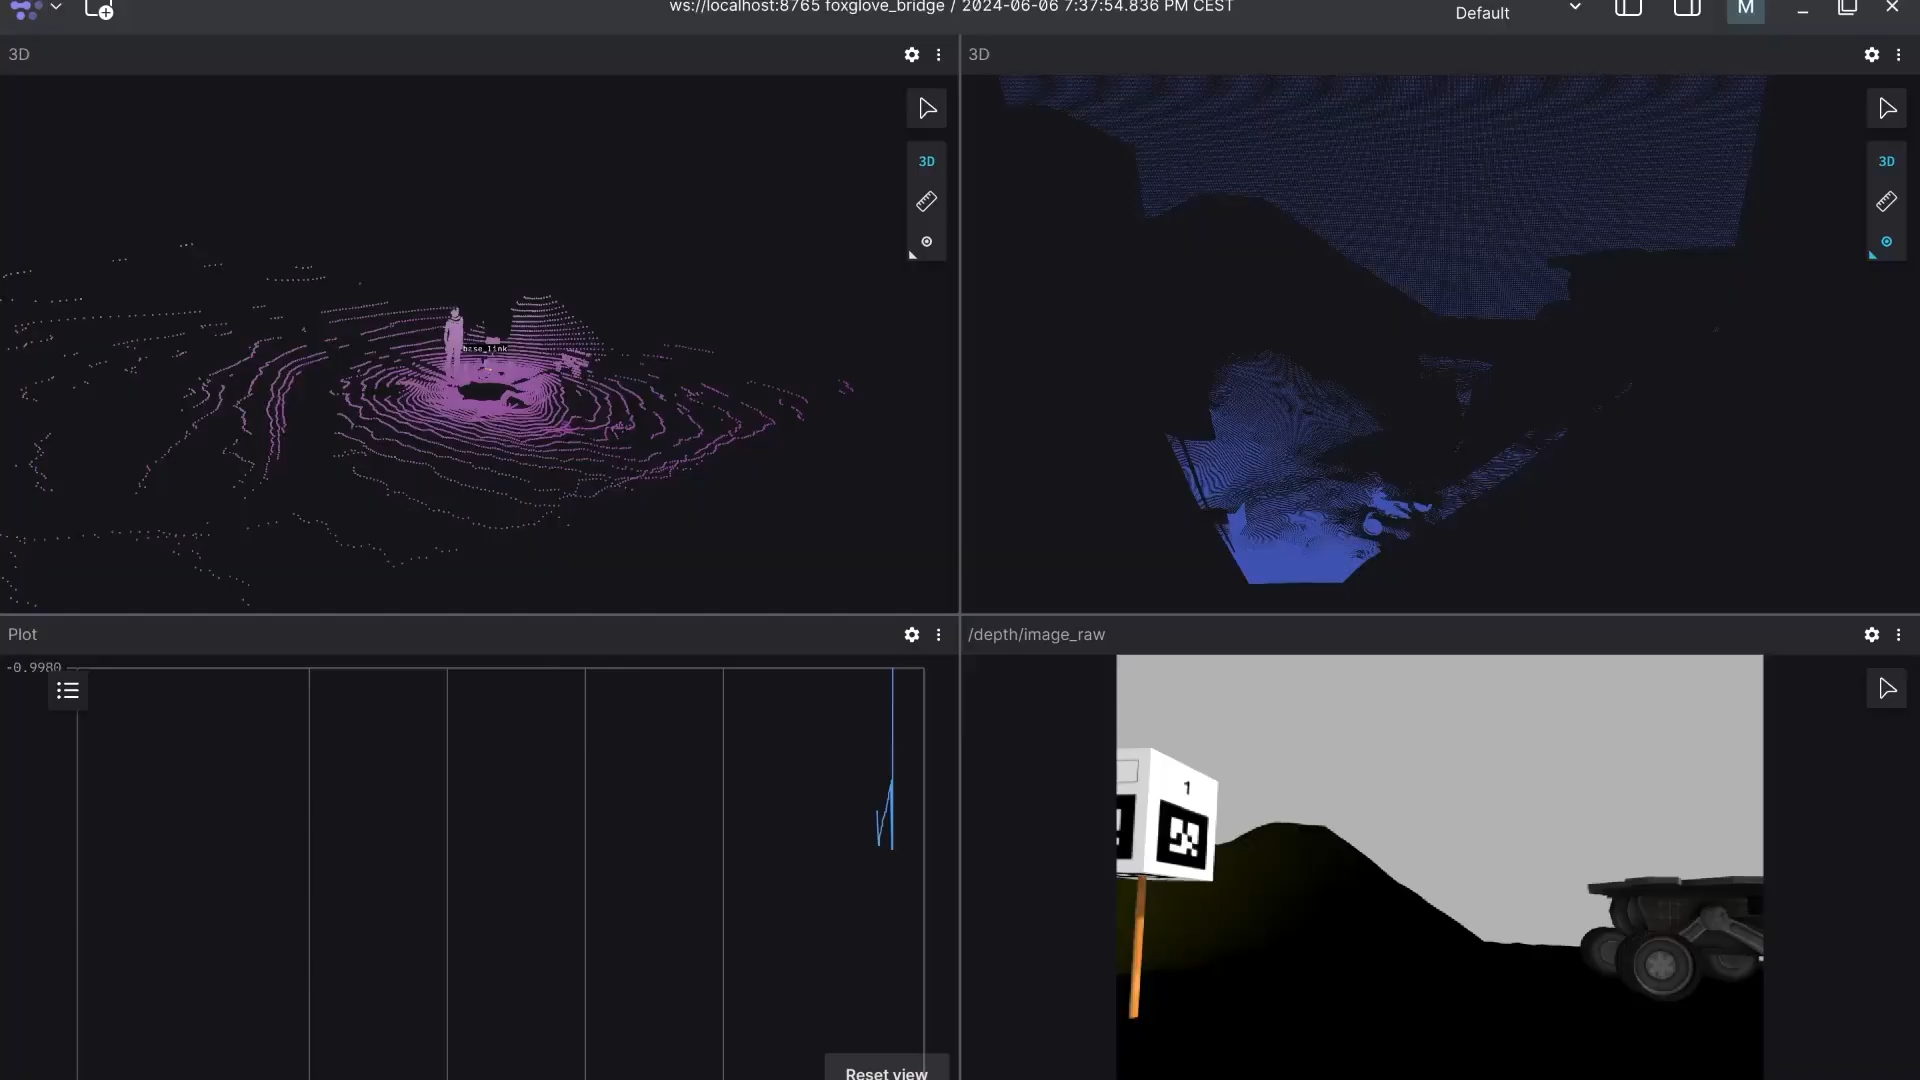 ws://localhost:8765 foxglove_bridge / 2024-06-06 7:37:54.836 PM CEST
Default
M
3D
3D
3D
3D
base_link
Plot
/depth/image_raw
-0.9980
1
Reset view